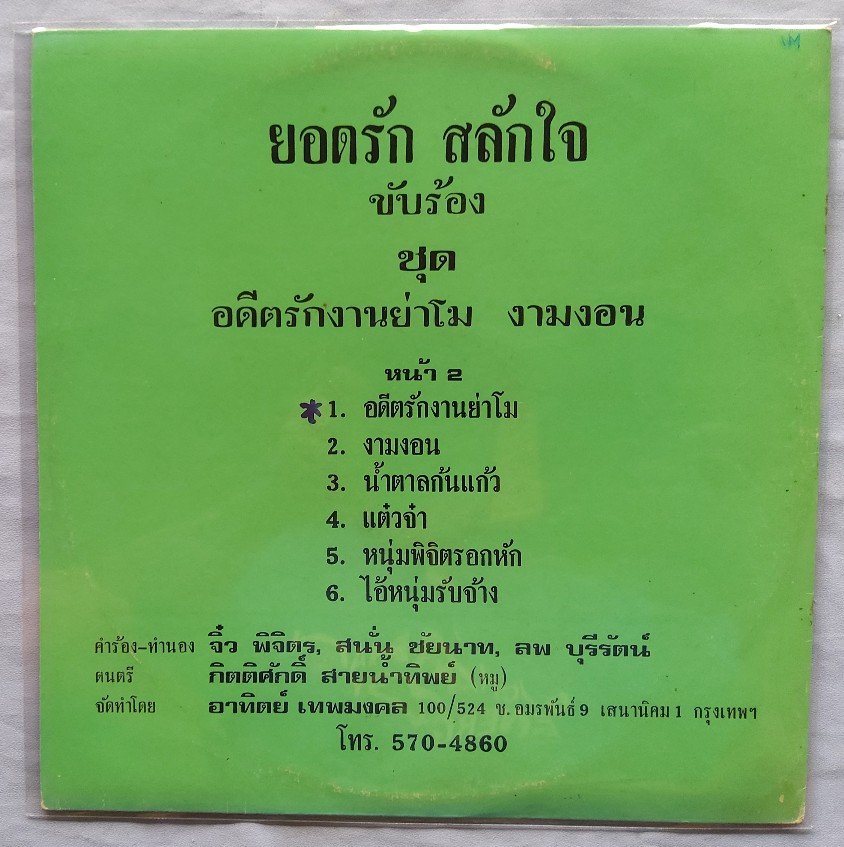 ยอดรัก สลักใจ
ขับร้อง
ชุด
อดีตรักงานย่าโม งามงอน
หน้า 2
* 1. อดีตรักงานย่าโม
2. งามงอน
3. น้ำตาลก้นแก้ว
4. แต๋วจ๋า
5. หนุ่มพิจิตรอกหัก
6. ไอ้หนุ่มรับจ้าง
คำร้อง-ทำนอง จิ๋ว พิจิตร, สนั่น ชัยนาท, ลพ บุรีรัตน์
ดนตรี กิตติศักดิ์ สายน้ำทิพย์ (หมู)
จัดทำโดย อาทิตย์ เทพมงคล 100/524 ซ.อมรพันธ์ 9 เสนานิคม 1 กรุงเทพฯ
โทร. 570-4860